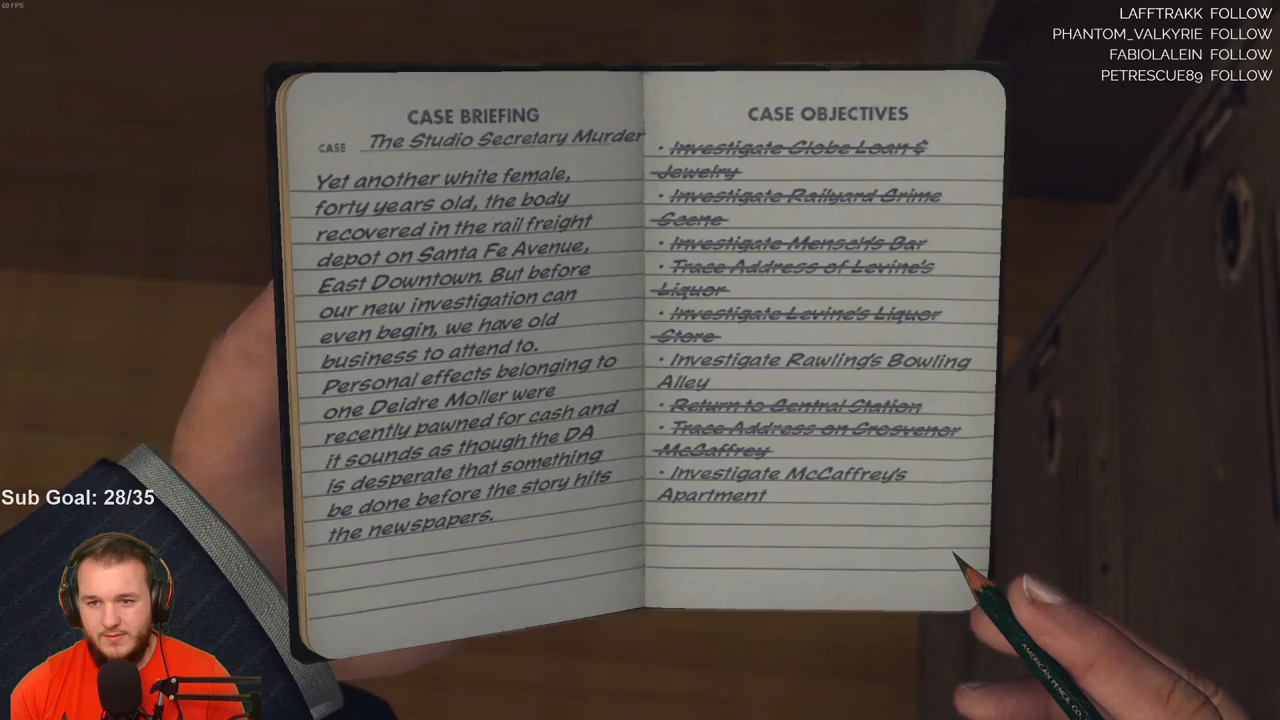 60 FPS
LAFFTRAKK FOLLOW
PHANTOM_VALKYRIE FOLLOW
FABIOLALEIN FOLLOW
PETRESCUE89 FOLLOW
CASE BRIEFING
CASE The Studio Secretary Murder
Yet another white female,
forty years old, the body
recovered in the rail freight
depot on Santa Fe Avenue,
East Downtown. But before
our new investigation can
even begin, we have old
business to attend to.
Personal effects belonging to
one Deidre Moller were
recently pawned for cash and
it sounds as though the DA
is desperate that something
be done before the story hits
the newspapers.
CASE OBJECTIVES
· Investigate Globe Loan &
Jewelry
· Investigate Railyard Crime
Scene
· Investigate Mensch's Bar
· Trace Address of Levine's
Liquor
· Investigate Levine's Liquor
Store
· Investigate Rawling's Bowling
Alley
· Return to Central Station
· Trace Address on Grosvenor
McCaffrey
· Investigate McCaffrey's
Apartment
Sub Goal: 28/35
AMERICAN PENCIL CO.